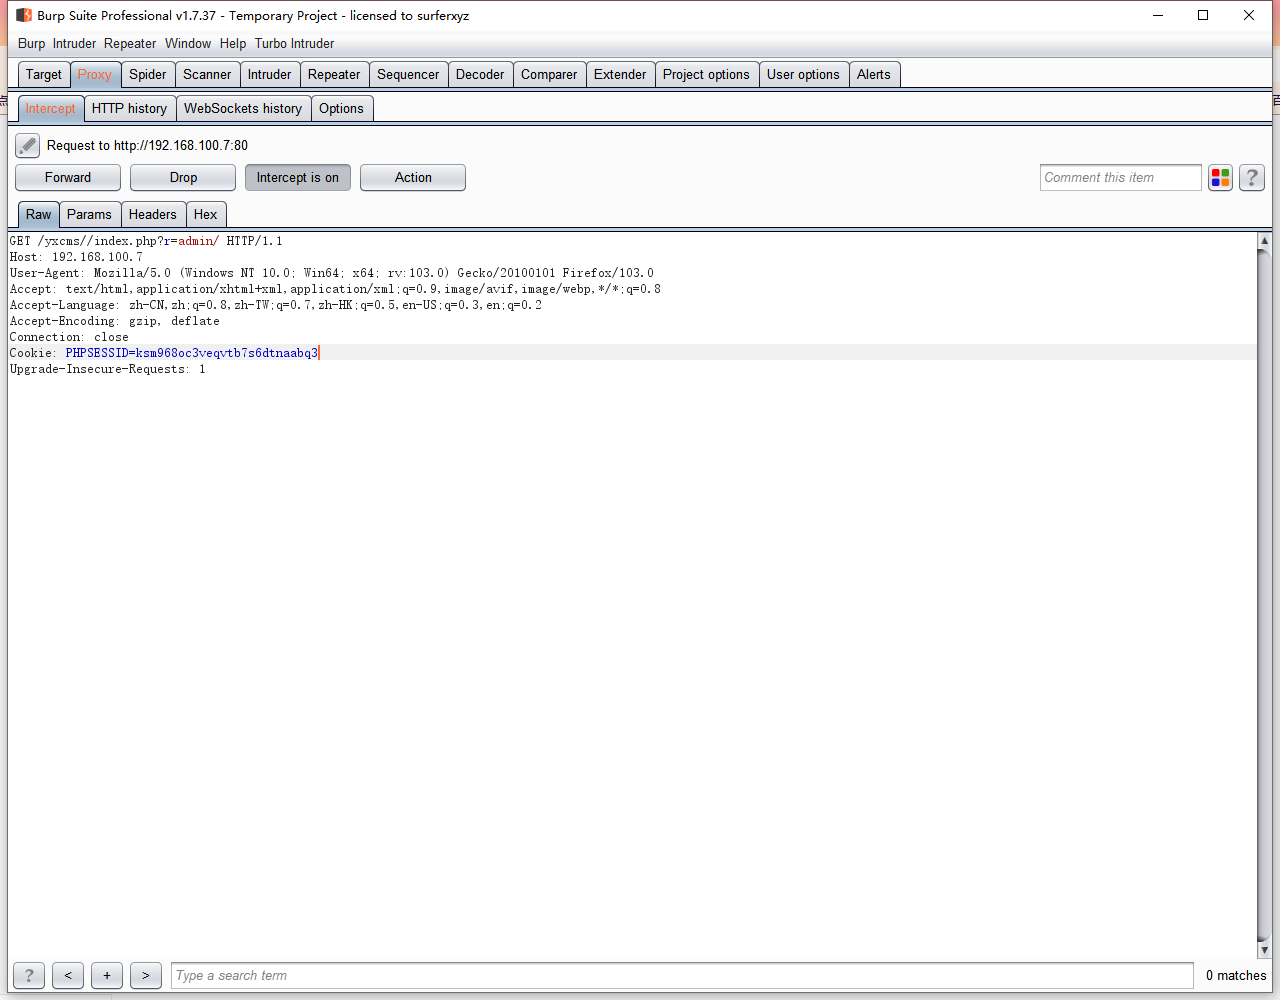 Burp Suite Professional v1.7.37 - Temporary Project - licensed to surferxyz
Burp Intruder Repeater Window Help Turbo Intruder
Target Proxy Spider Scanner Intruder Repeater Sequencer Decoder Comparer Extender Project options User options Alerts
Intercept HTTP history WebSockets history Options
Request to http://192.168.100.7:80
Forward Drop Intercept is on Action Comment this item ?
Raw Params Headers Hex
GET /yxcms//index.php?r=admin/ HTTP/1.1
Host: 192.168.100.7
User-Agent: Mozilla/5.0 (Windows NT 10.0; Win64; x64; rv:103.0) Gecko/20100101 Firefox/103.0
Accept: text/html,application/xhtml+xml,application/xml;q=0.9,image/avif,image/webp,*/*;q=0.8
Accept-Language: zh-CN,zh;q=0.8,zh-TW;q=0.7,zh-HK;q=0.5,en-US;q=0.3,en;q=0.2
Accept-Encoding: gzip, deflate
Connection: close
Cookie: PHPSESSID=ksm968oc3veqvtb7s6dtnaabq3
Upgrade-Insecure-Requests: 1
? < + > Type a search term 0 matches